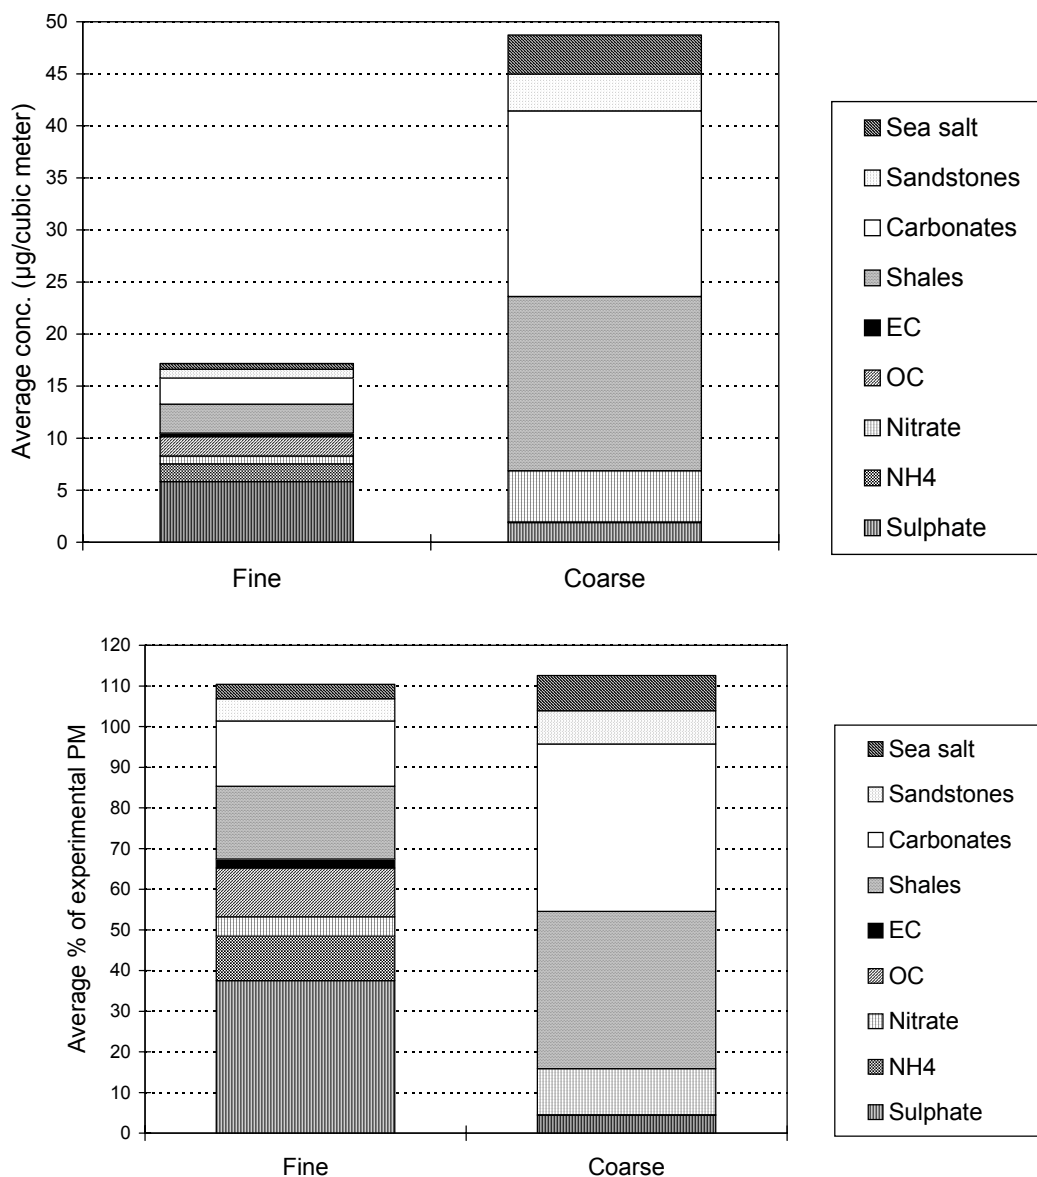 50
45
40
35
30
25
20
15
10
5
0
Average conc. (µg/cubic meter)
Fine
Coarse
Sea salt
Sandstones
Carbonates
Shales
EC
OC
Nitrate
NH4
Sulphate
120
110
100
90
80
70
60
50
40
30
20
10
0
Average % of experimental PM
Fine
Coarse
Sea salt
Sandstones
Carbonates
Shales
EC
OC
Nitrate
NH4
Sulphate